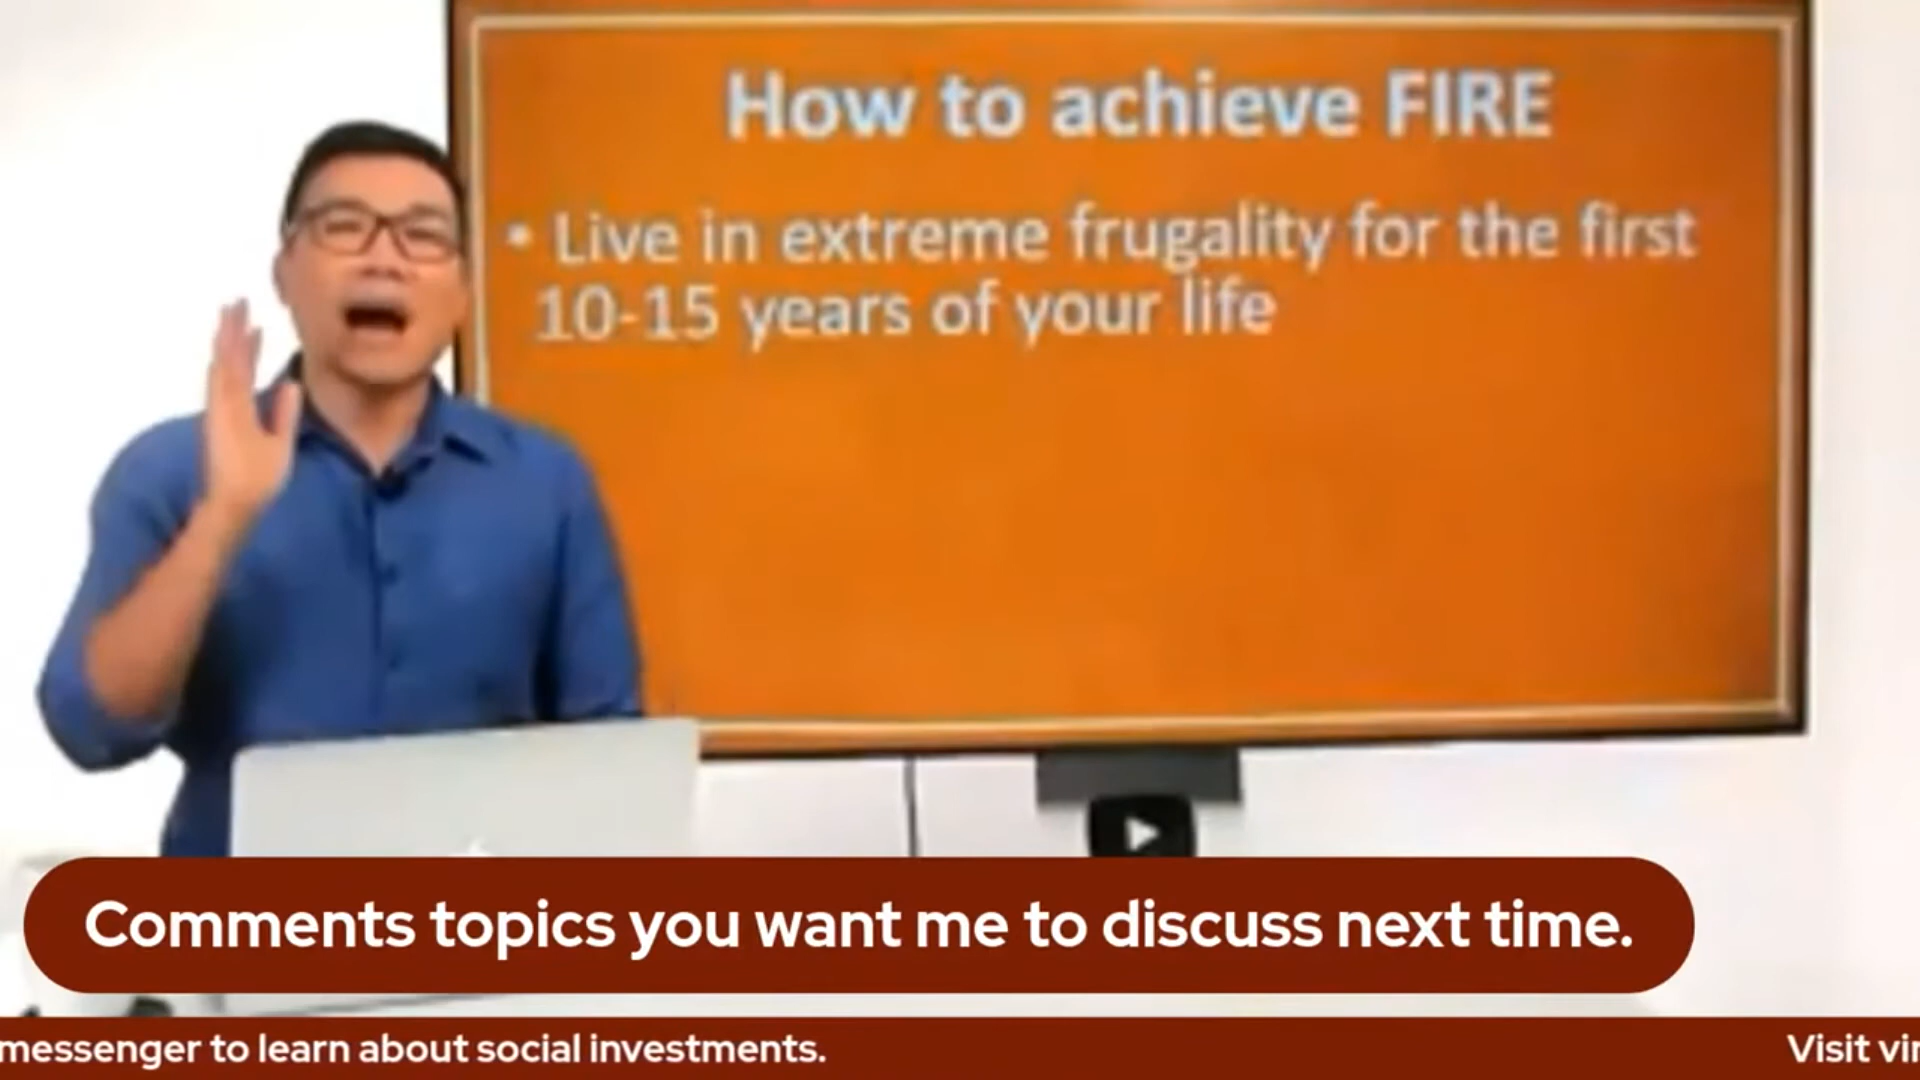 How to achieve FIRE
• Live in extreme frugality for the first
10-15 years of your life
Comments topics you want me to discuss next time.
messenger to learn about social investments.
Visit